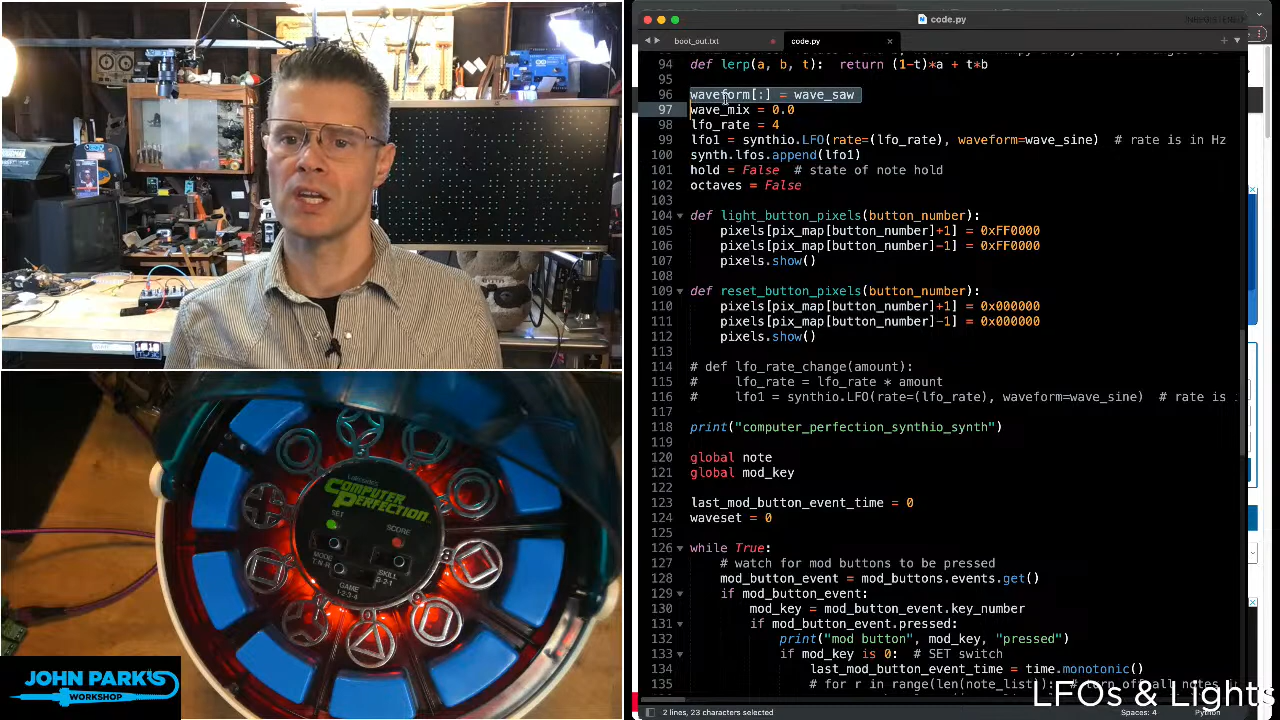 code.py
boot_out.txt
code.py
94 def lerp(a, b, t): return (1-t)*a + t*b
95
96 waveform[:] = wave_saw
97 wave_mix = 0.0
98 lfo_rate = 4
99 lfo1 = synthio.LFO(rate=(lfo_rate), waveform=wave_sine) # rate is in Hz
100 synth.lfos.append(lfo1)
101 hold = False # state of note hold
102 octaves = False
103
104 def light_button_pixels(button_number):
105 pixels[pix_map[button_number]+1] = 0xFF0000
106 pixels[pix_map[button_number]-1] = 0xFF0000
107 pixels.show()
108
109 def reset_button_pixels(button_number):
110 pixels[pix_map[button_number]+1] = 0x000000
111 pixels[pix_map[button_number]-1] = 0x000000
112 pixels.show()
113
114 # def lfo_rate_change(amount):
115 # lfo_rate = lfo_rate * amount
116 # lfo1 = synthio.LFO(rate=(lfo_rate), waveform=wave_sine) # rate is
117
118 print("computer_perfection_synthio_synth")
119
120 global note
121 global mod_key
122
123 last_mod_button_event_time = 0
124 waveset = 0
125
126 while True:
127 # watch for mod buttons to be pressed
128 mod_button_event = mod_buttons.events.get()
129 if mod_button_event:
130 mod_key = mod_button_event.key_number
131 if mod_button_event.pressed:
132 print("mod button", mod_key, "pressed")
133 if mod_key is 0: # SET switch
134 last_mod_button_event_time = time.monotonic()
135 # for r in range(len(note_list)):
2 lines, 23 characters selected
Spaces: 4
Python
LFOs & Lights
COMPUTER
PERFECTION
SET
SCORE
MODE
GAME
1-2-3-4
SKILL
JOHN PARK'S
WORKSHOP